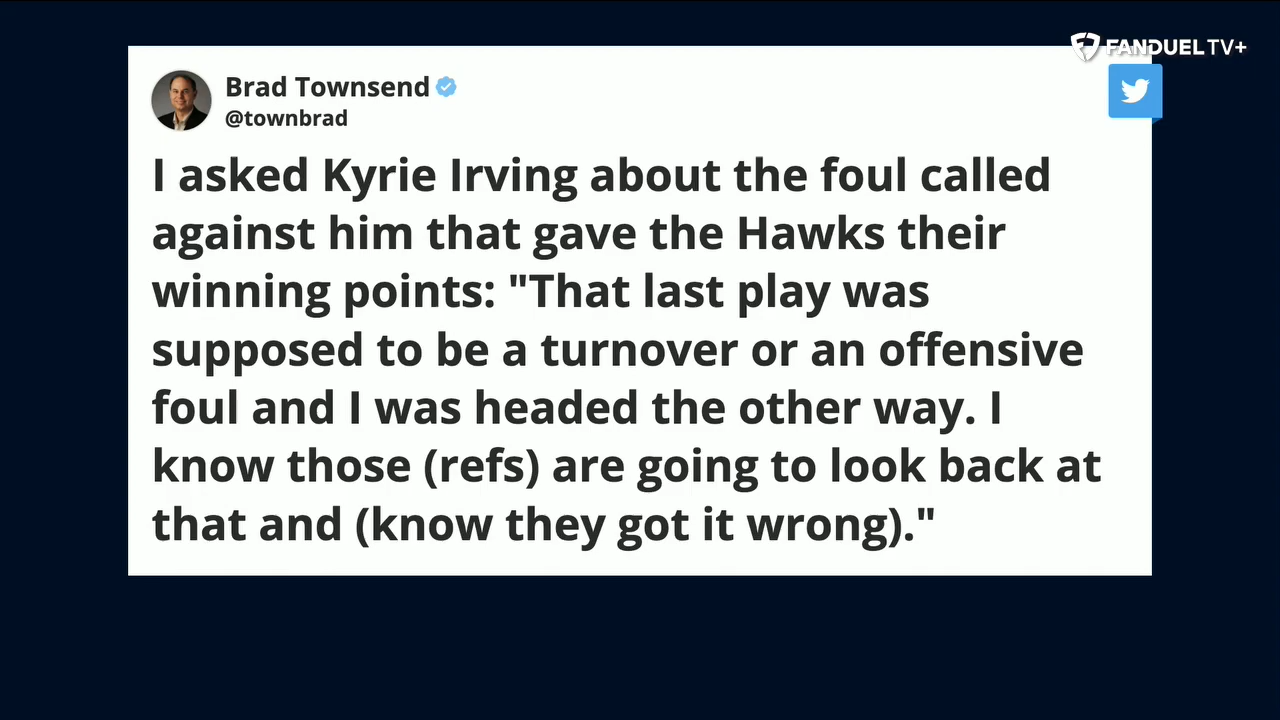 FANDUEL TV+
Brad Townsend
@townbrad
I asked Kyrie Irving about the foul called
against him that gave the Hawks their
winning points: "That last play was
supposed to be a turnover or an offensive
foul and I was headed the other way. I
know those (refs) are going to look back at
that and (know they got it wrong)."